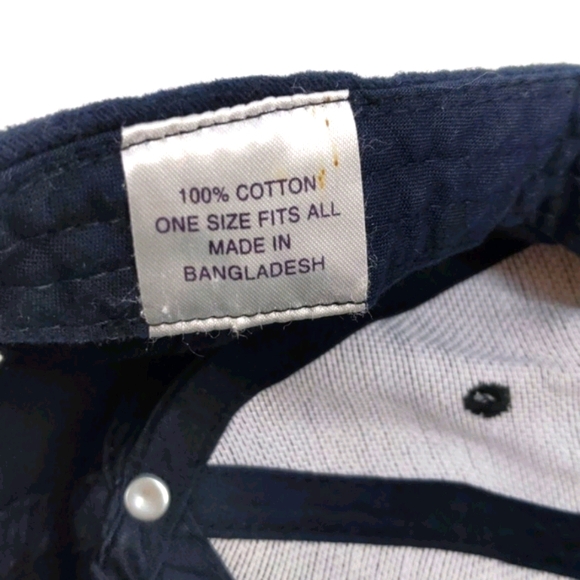 100% COTTON
ONE SIZE FITS ALL
MADE IN
BANGLADESH